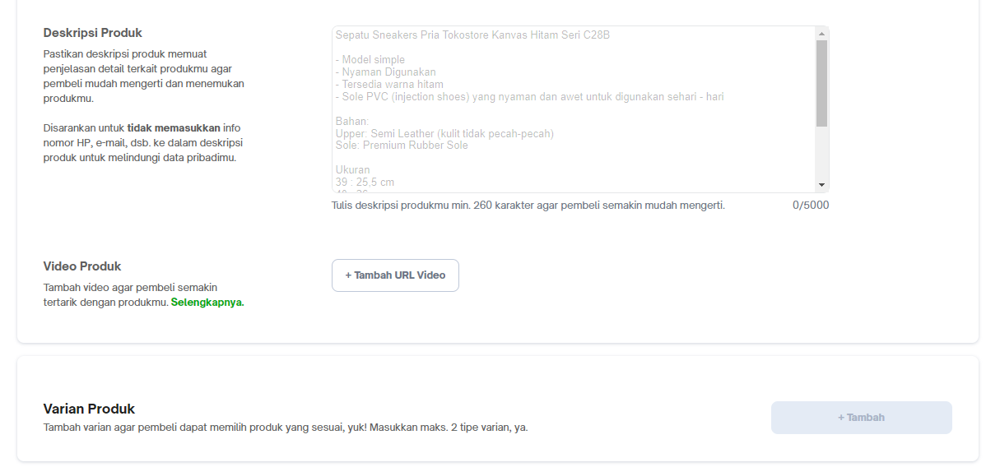 Deskripsi Produk
Pastikan deskripsi produk memuat
penjelasan detail terkait produkmu agar
pembeli mudah mengerti dan menemukan
produkmu.
Disarankan untuk tidak memasukkan info
nomor HP, e-mail, dsb. ke dalam deskripsi
produk untuk melindungi data pribadimu.
Sepatu Sneakers Pria Tokostore Kanvas Hitam Seri C28B
- Model simple
- Nyaman Digunakan
- Tersedia warna hitam
- Sole PVC (injection shoes) yang nyaman dan awet untuk digunakan sehari - hari
Bahan:
Upper: Semi Leather (kulit tidak pecah-pecah)
Sole: Premium Rubber Sole
Ukuran
39 : 25,5 cm
Tulis deskripsi produkmu min. 260 karakter agar pembeli semakin mudah mengerti.
0/5000
Video Produk
Tambah video agar pembeli semakin
tertarik dengan produkmu. Selengkapnya.
+ Tambah URL Video
Varian Produk
Tambah varian agar pembeli dapat memilih produk yang sesuai, yuk! Masukkan maks. 2 tipe varian, ya.
+ Tambah